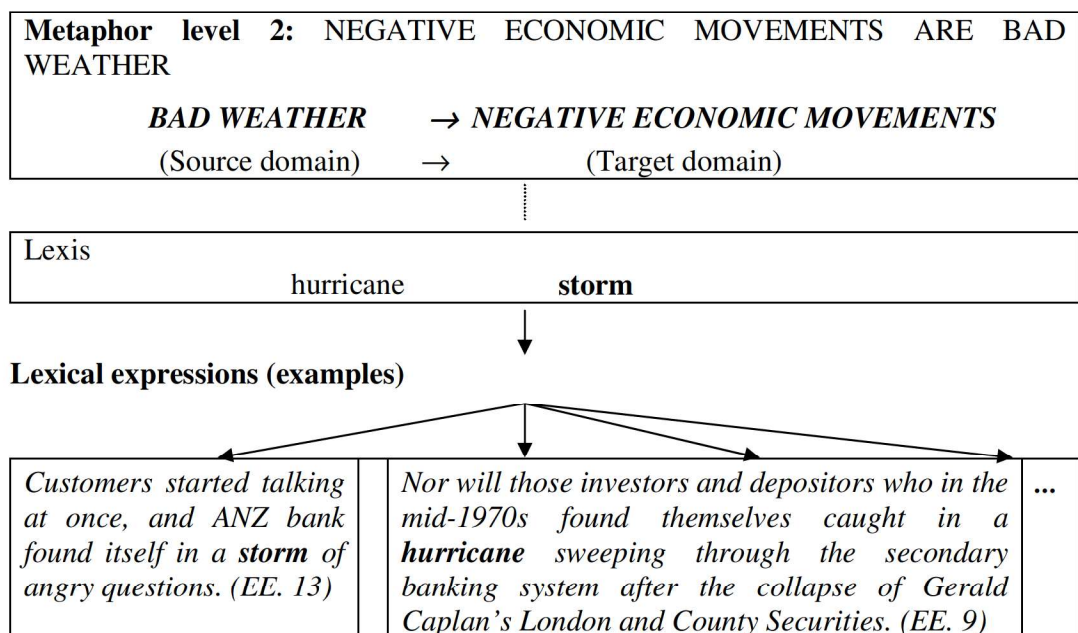 Metaphor level 2: NEGATIVE ECONOMIC MOVEMENTS ARE BAD
WEATHER
BAD WEATHER → NEGATIVE ECONOMIC MOVEMENTS
(Source domain) → (Target domain)
Lexis
hurricane storm
Lexical expressions (examples)
Customers started talking
at once, and ANZ bank
found itself in a storm of
angry questions. (EE. 13)
Nor will those investors and depositors who in the
mid-1970s found themselves caught in a
hurricane sweeping through the secondary
banking system after the collapse of Gerald
Caplan's London and County Securities. (EE. 9)
...